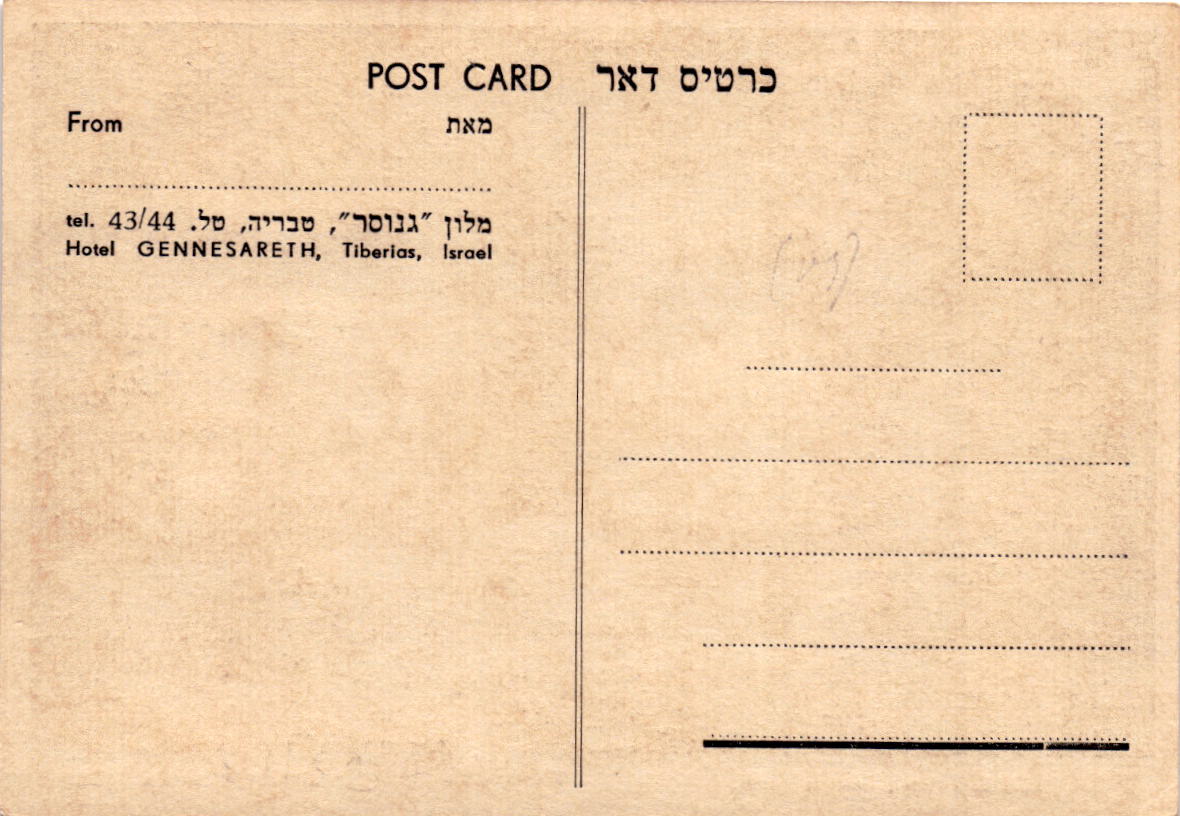 POST CARD כרטיס דאר
From מאת
tel. 43/44 .מלון "גנוסר", טבריה, טל
Hotel GENNESARETH, Tiberias, Israel